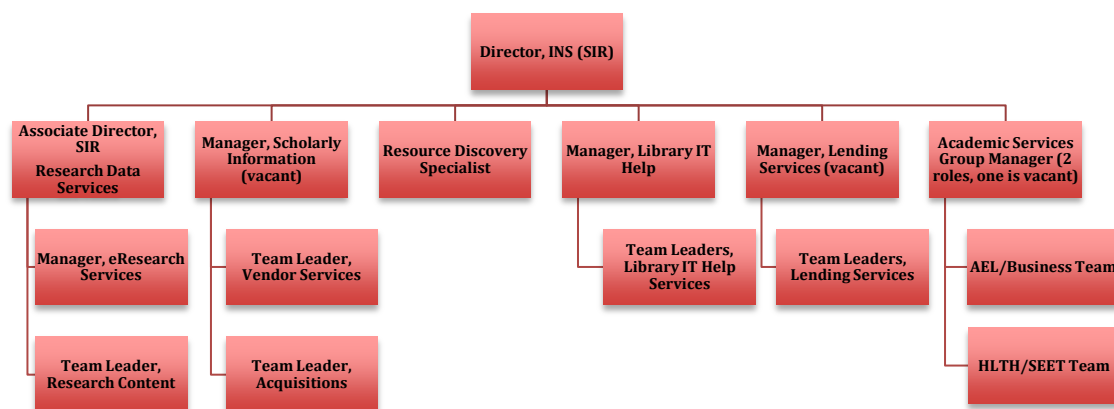 Director, INS (SIR)
Associate Director,
SIR
Research Data
Services
Manager, Scholarly
Information
(vacant)
Resource Discovery
Specialist
Manager, Library IT
Help
Manager, Lending
Services (vacant)
Academic Services
Group Manager (2
roles, one is vacant)
Manager, eResearch
Services
Team Leader,
Vendor Services
Team Leaders,
Library IT Help
Services
Team Leaders,
Lending Services
AEL/Business Team
Team Leader,
Research Content
Team Leader,
Acquisitions
HLTH/SEET Team